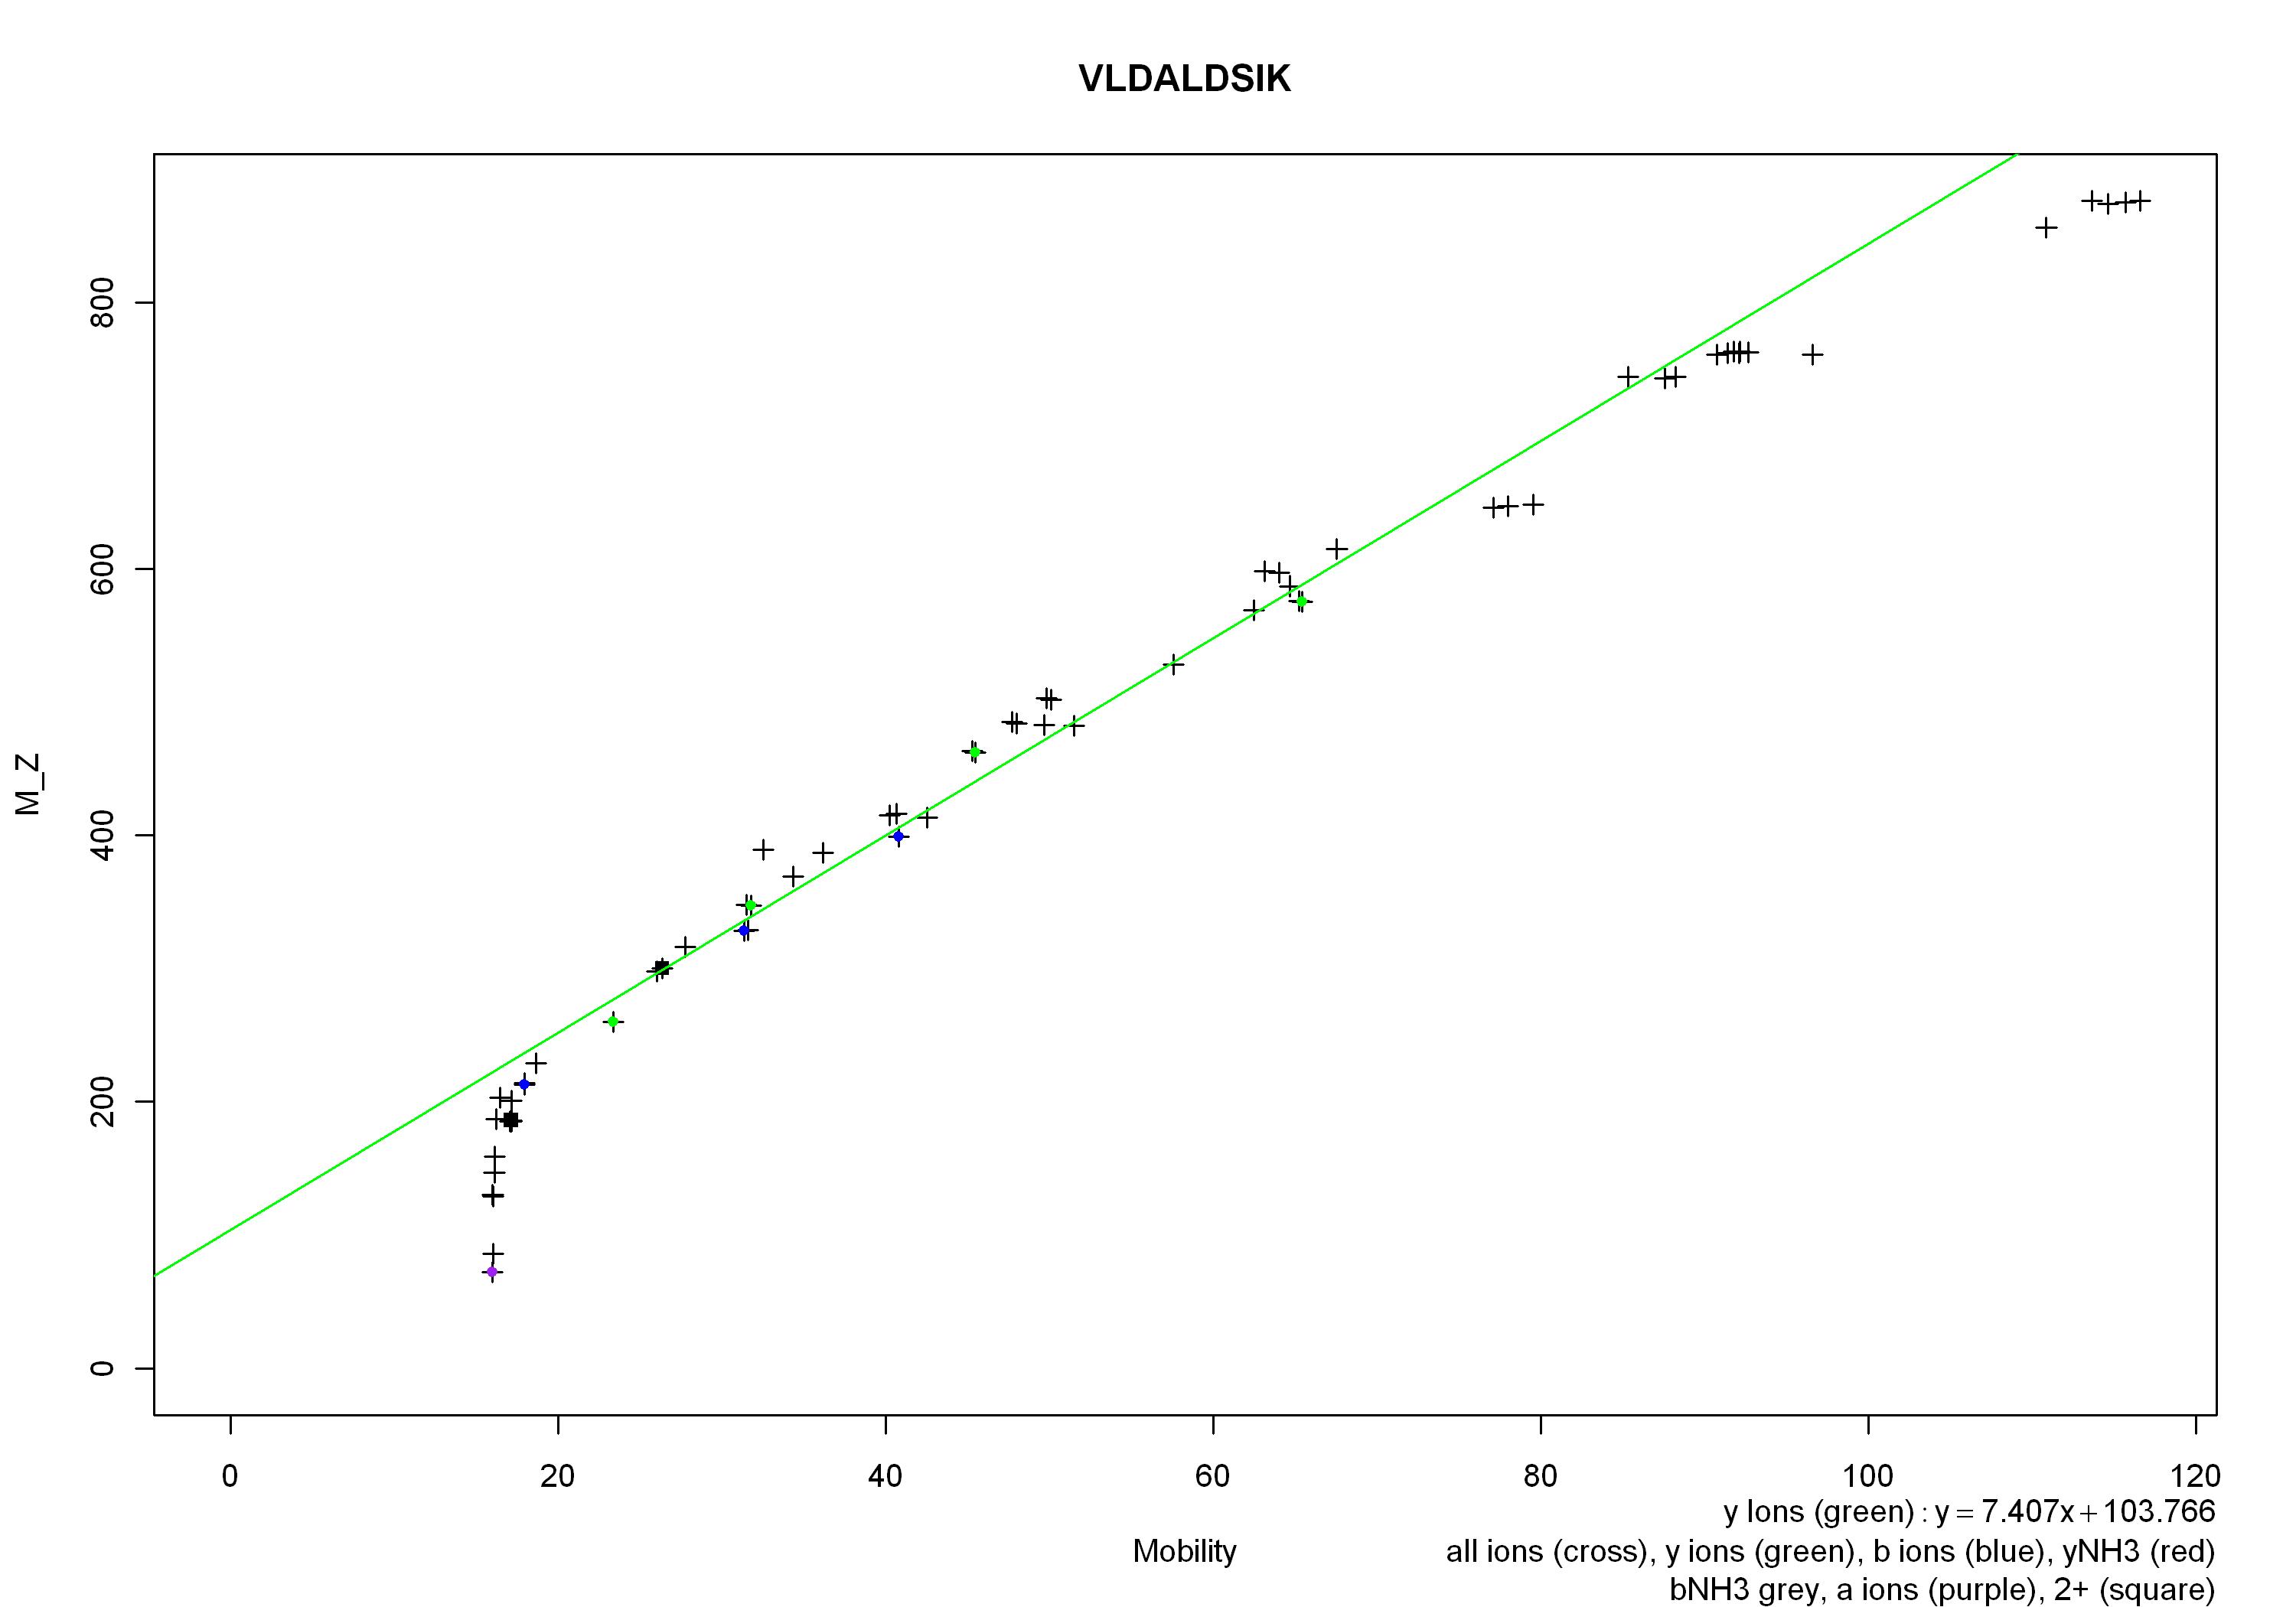 VLDALDSIK
M_Z
800
600
400
200
0
0 20 40 60 80 100 120
y Ions (green) : y = 7.407x + 103.766
Mobility
all ions (cross), y ions (green), b ions (blue), yNH3 (red)
bNH3 grey, a ions (purple), 2+ (square)